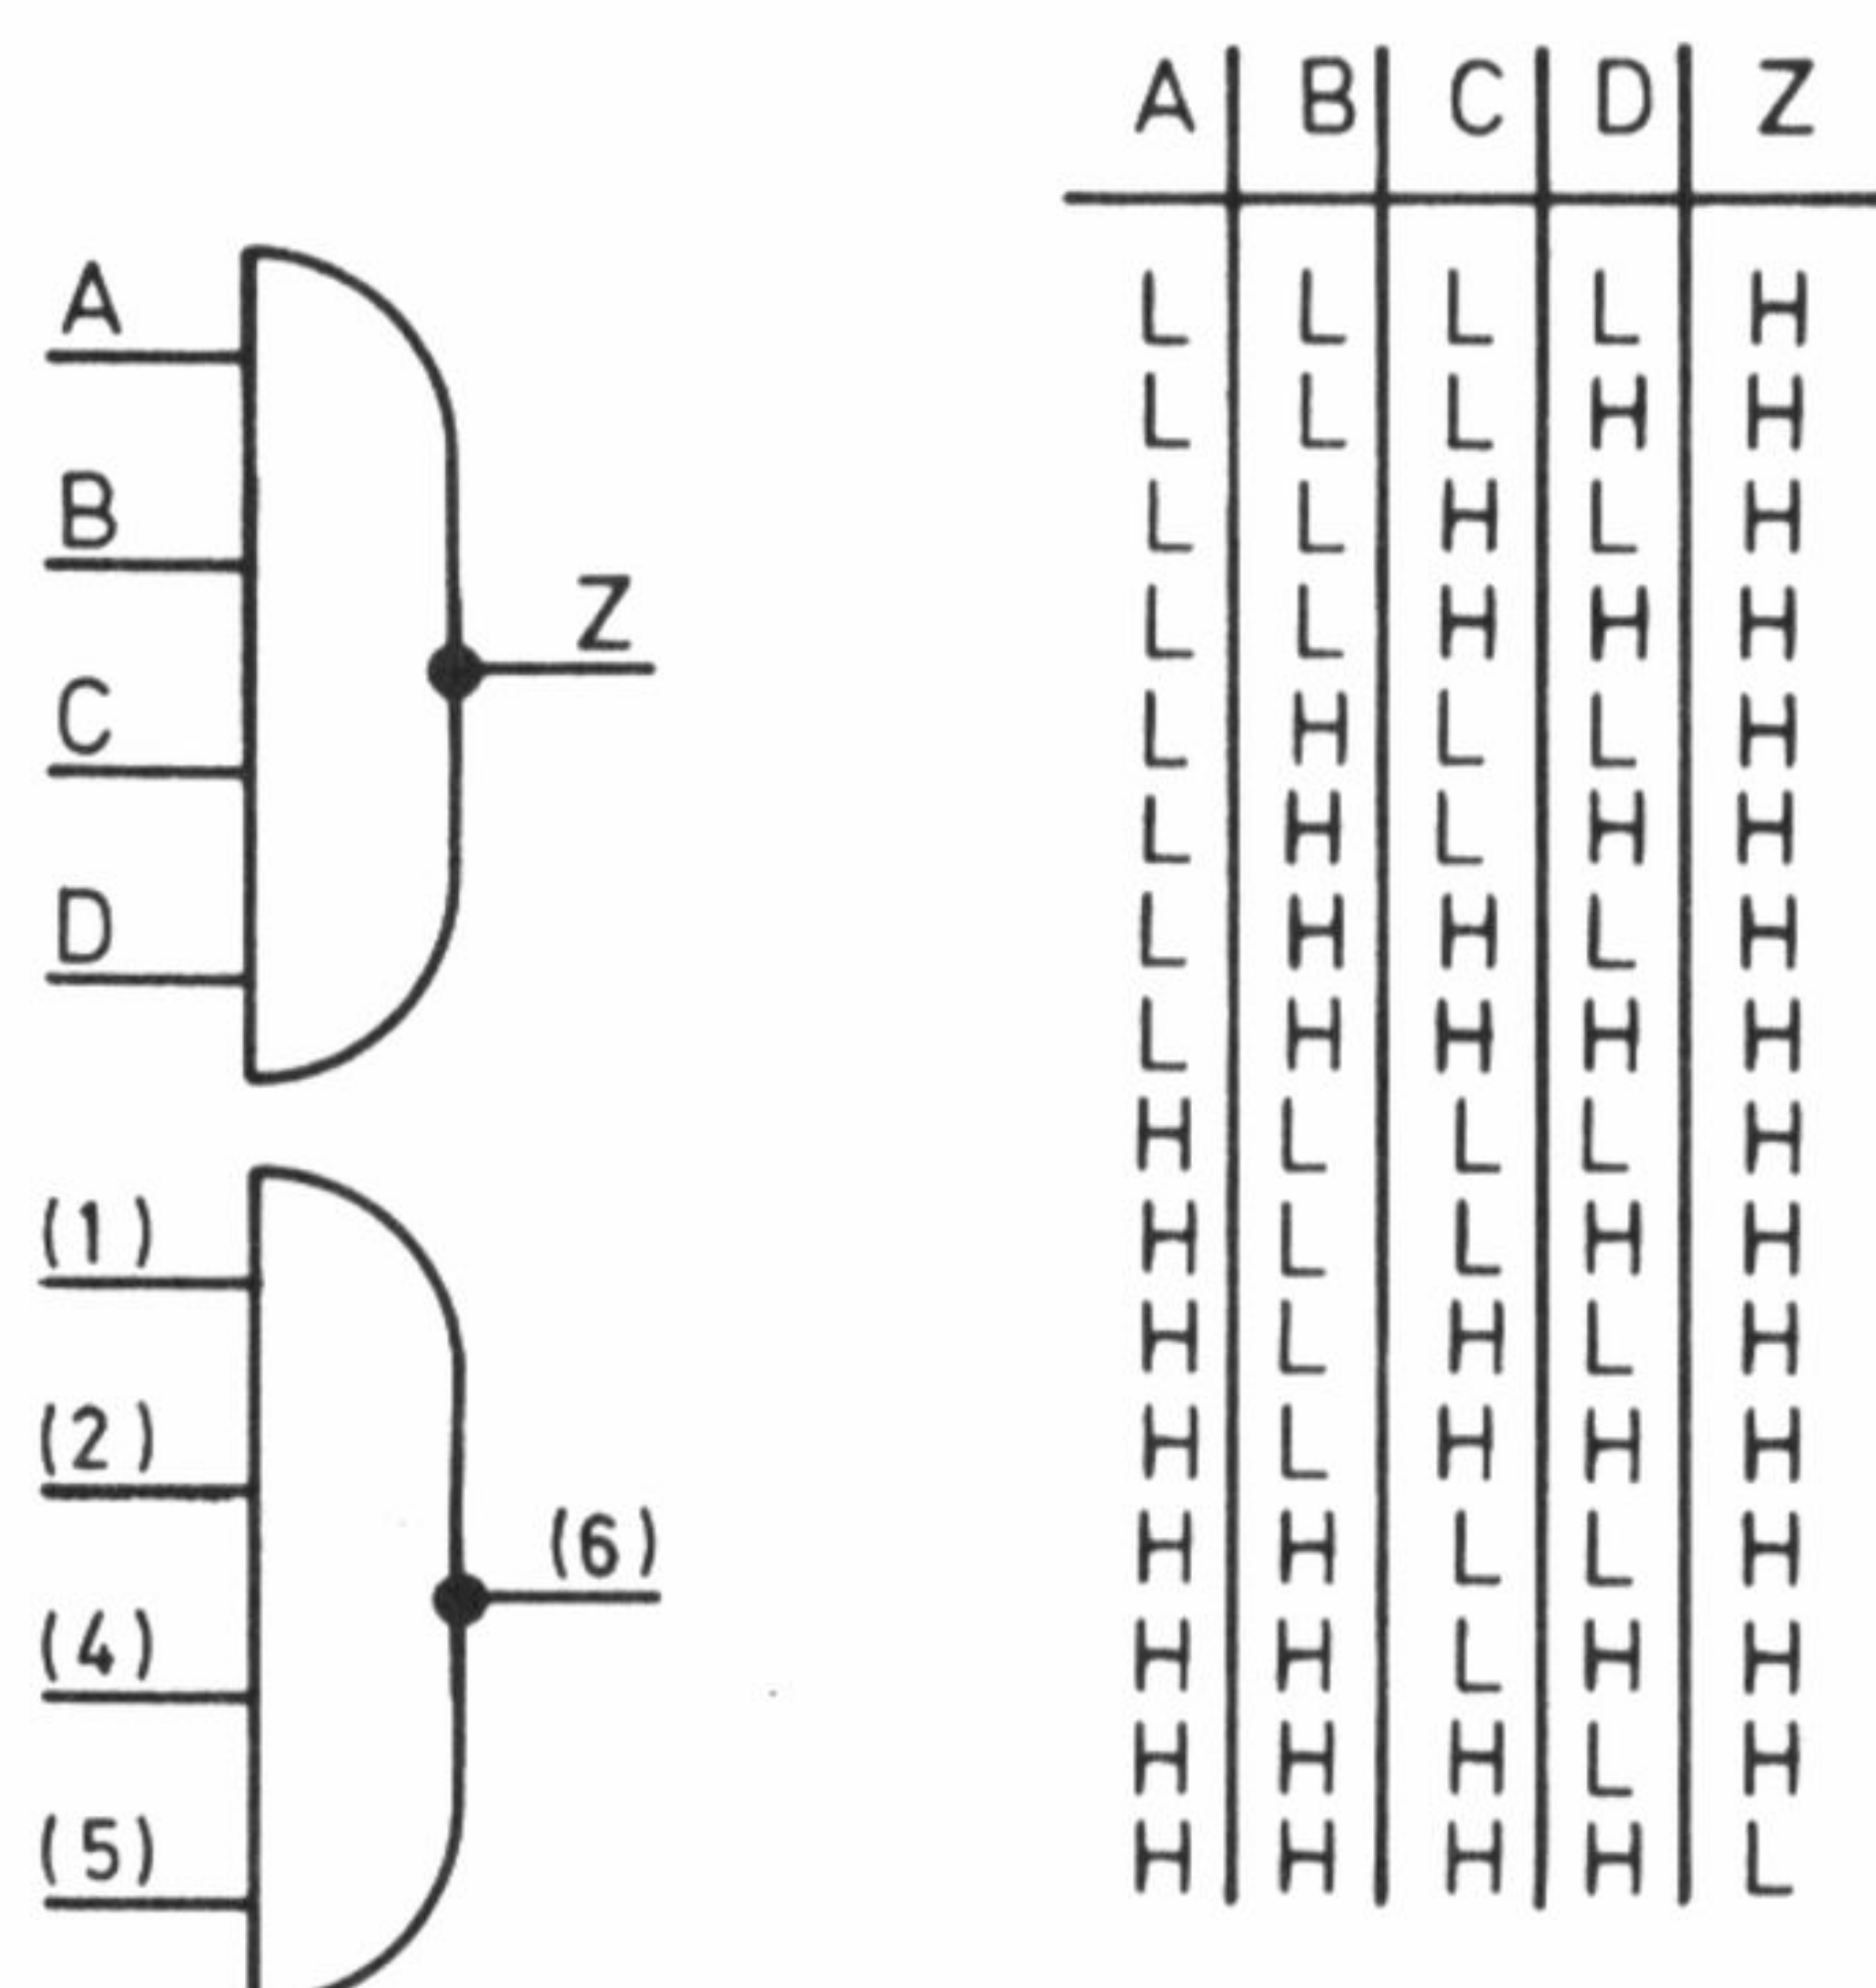 A B C D Z
L L L L H
L L L H H
L L H L H
L L H H H
L H L L H
L H L H H
L H H L H
L H H H H
H L L L H
H L L H H
H L H L H
H L H H H
H H L L H
H H L H H
H H H L H
H H H H L
A
B
C
D
Z
(1)
(2)
(4)
(5)
(6)